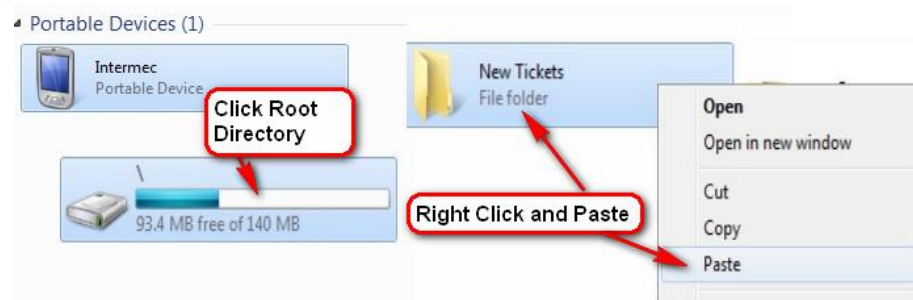 Portable Devices (1)
Intermec
Portable Device
Click Root
Directory
\
93.4 MB free of 140 MB
New Tickets
File folder
Right Click and Paste
Open
Open in new window
Cut
Copy
Paste